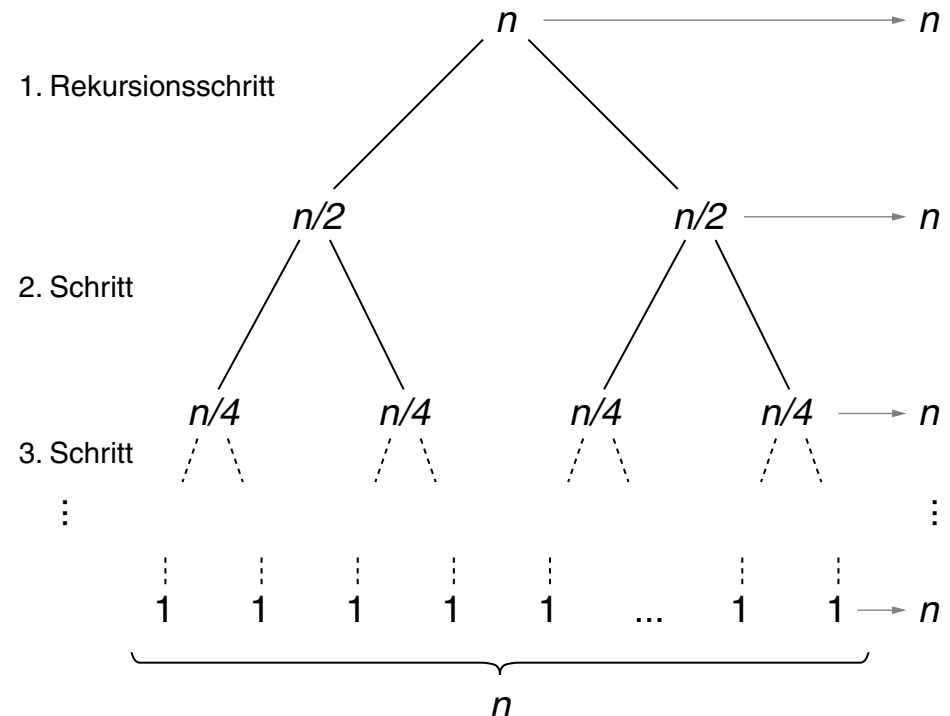 n n
1. Rekursionsschritt
n/2 n/2 n
2. Schritt
n/4 n/4 n/4 n/4 n
3. Schritt
⋮ ⋮
1 1 1 1 1 ... 1 1 n
n